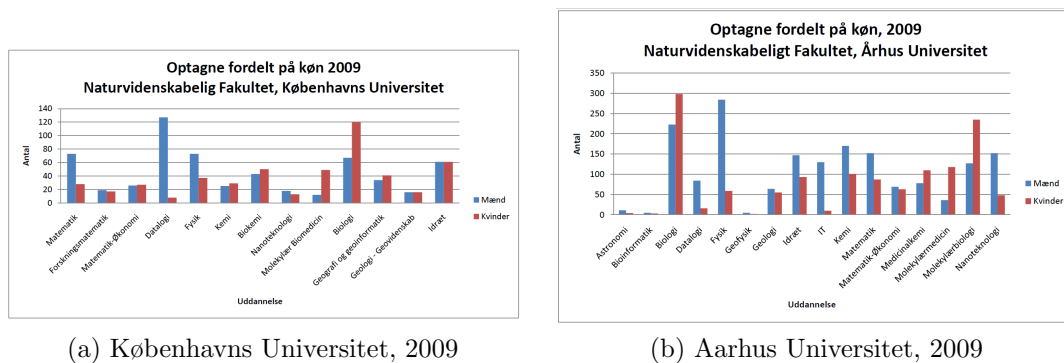 Optagne fordelt på køn 2009
Naturvidenskabelig Fakultet, Københavns Universitet
140
120
100
80
60
40
20
0
Antal
Matematik
Forskningsmatematik
Matematik-Økonomi
Datalogi
Fysik
Kemi
Biokemi
Nanoteknologi
Molekylær Biomedicin
Biologi
Geografi og geoinformatik
Geologi - Geovidenskab
Idræt
Mænd
Kvinder
Uddannelse
(a) Københavns Universitet, 2009
Optagne fordelt på køn, 2009
Naturvidenskabeligt Fakultet, Århus Universitet
350
300
250
200
150
100
50
0
Antal
Astronomi
Bioinformatik
Biologi
Datalogi
Fysik
Geofysik
Geologi
Idræt
IT
Kemi
Matematik
Matematik-Økonomi
Medicinalkemi
Molekylærmedicin
Molekylærbiologi
Nanoteknologi
Mænd
Kvinder
Uddannelse
(b) Aarhus Universitet, 2009